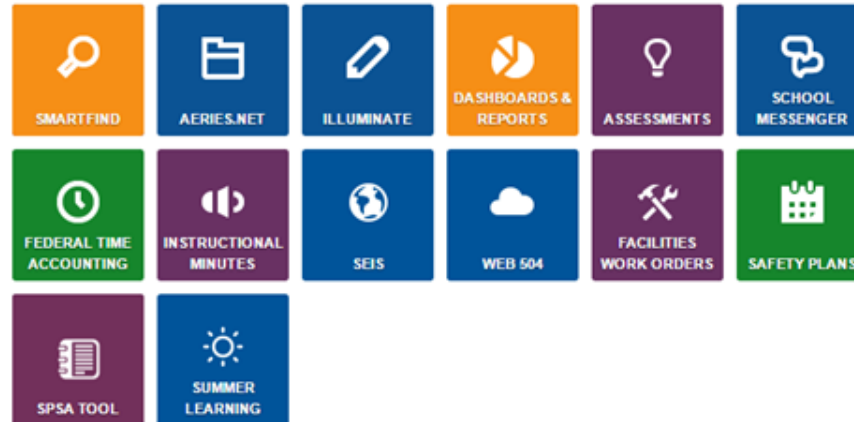 SMARTFIND
AERIES.NET
ILLUMINATE
DASHBOARDS &
REPORTS
ASSESSMENTS
SCHOOL
MESSENGER
FEDERAL TIME
ACCOUNTING
INSTRUCTIONAL
MINUTES
SEIS
WEB 504
FACILITIES
WORK ORDERS
SAFETY PLANS
SPSA TOOL
SUMMER
LEARNING